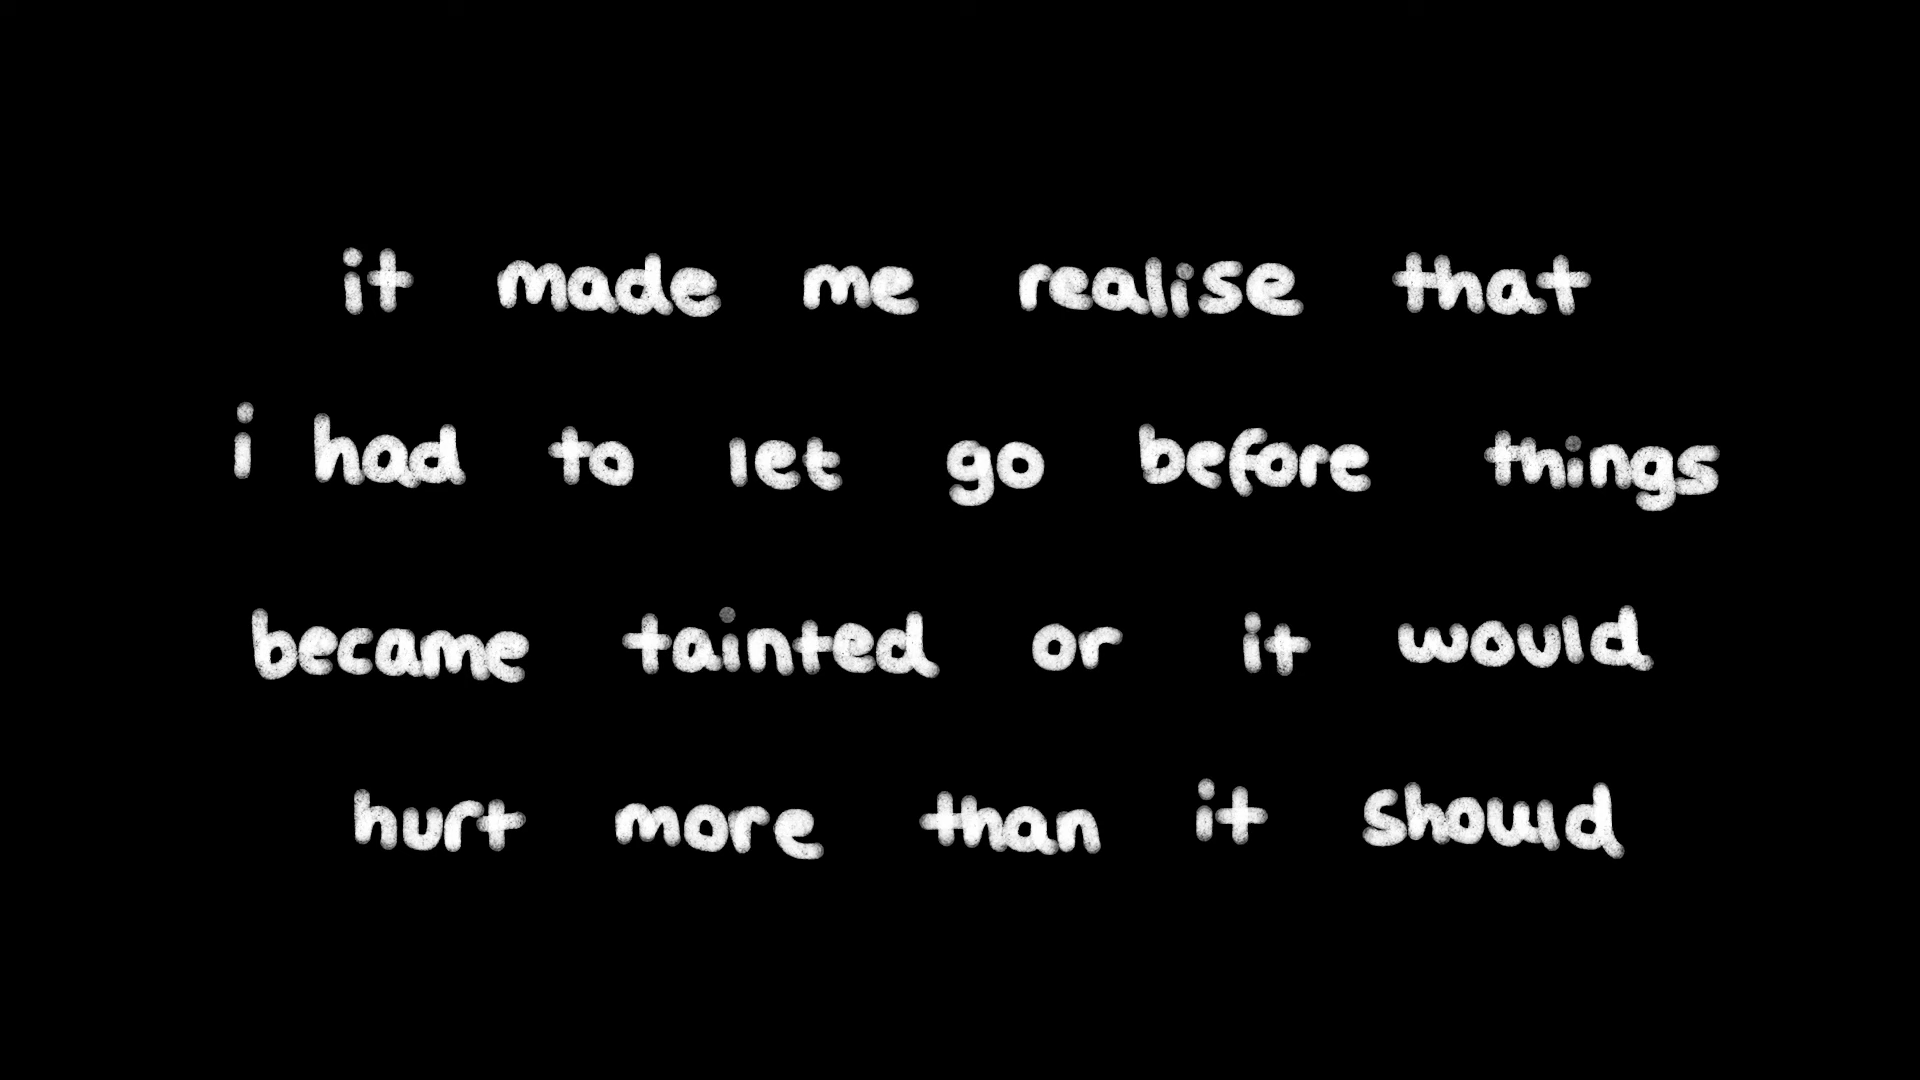 it made me realise that
i had to let go before things
became tainted or it would
hurt more than it should